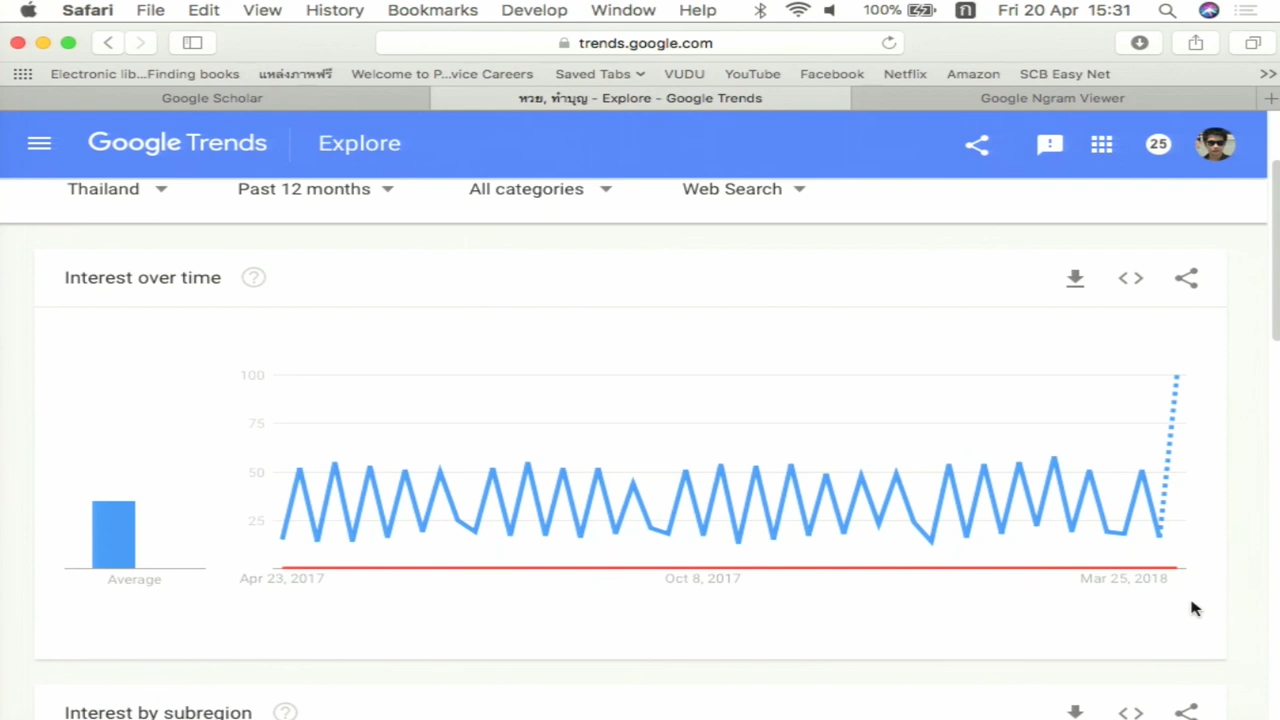 Safari File Edit View History Bookmarks Develop Window Help 100% ก Fri 20 Apr 15:31
trends.google.com
Electronic lib...Finding books แหล่งภาพฟรี Welcome to P...vice Careers Saved Tabs VUDU YouTube Facebook Netflix Amazon SCB Easy Net >>
Google Scholar หวย, ทำบุญ - Explore - Google Trends Google Ngram Viewer +
Google Trends Explore 25
Thailand Past 12 months All categories Web Search
Interest over time ?
100
75
50
25
Average Apr 23, 2017 Oct 8, 2017 Mar 25, 2018
Interest by subregion ?